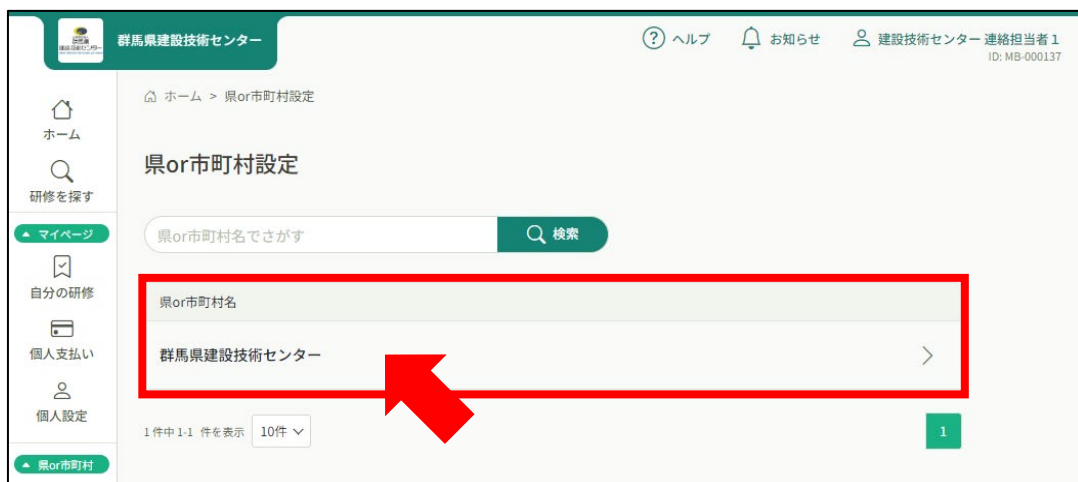 群馬県建設技術センター
ヘルプ
お知らせ
建設技術センター 連絡担当者1
ID: MB-000137
ホーム > 県or市町村設定
ホーム
研修を探す
マイページ
自分の研修
個人支払い
個人設定
県or市町村
県or市町村設定
県or市町村名でさがす
検索
県or市町村名
群馬県建設技術センター
1件中 1-1 件を表示 10件
1